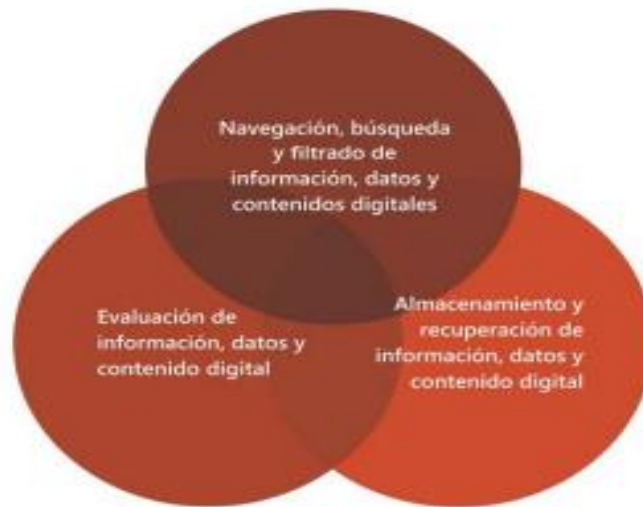 Navegación, búsqueda
y filtrado de
información, datos y
contenidos digitales
Evaluación de
información, datos y
contenido digital
Almacenamiento y
recuperación de
información, datos y
contenido digital